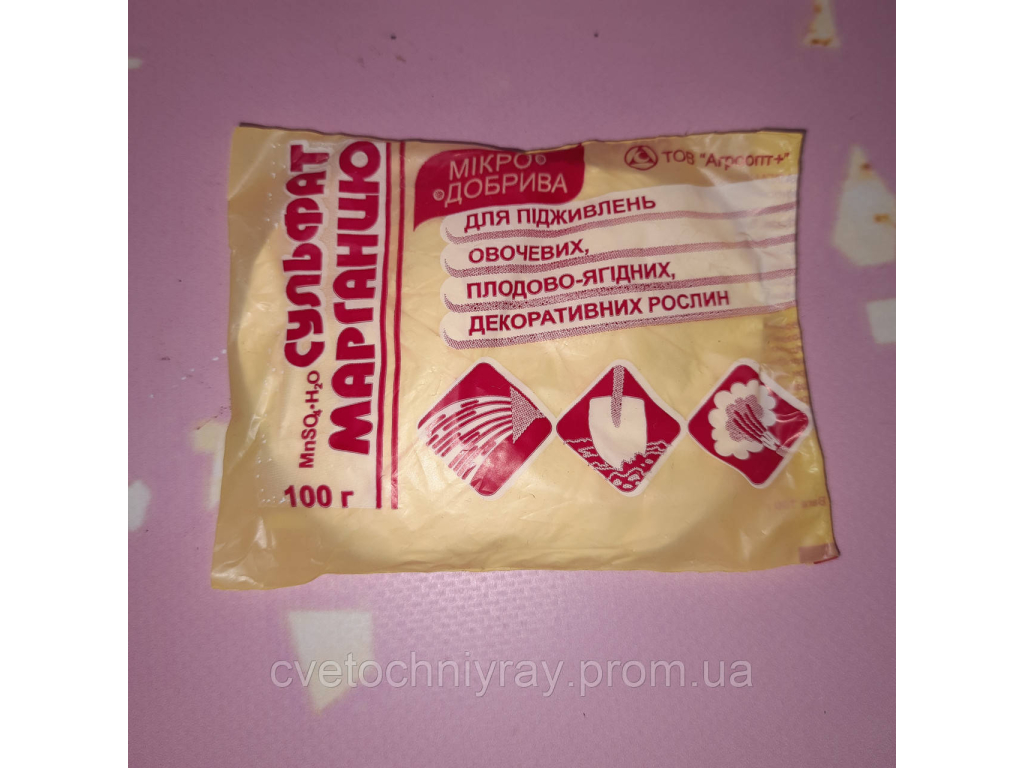 СУЛЬФАТ
МАРГАНЦЮ
MnSO₄•H₂O
100 г
МІКРО
ДОБРИВА
ТОВ "Агроопт+"
ДЛЯ ПІДЖИВЛЕНЬ
ОВОЧЕВИХ,
ПЛОДОВО-ЯГІДНИХ,
ДЕКОРАТИВНИХ РОСЛИН
cvetochniyray.prom.ua